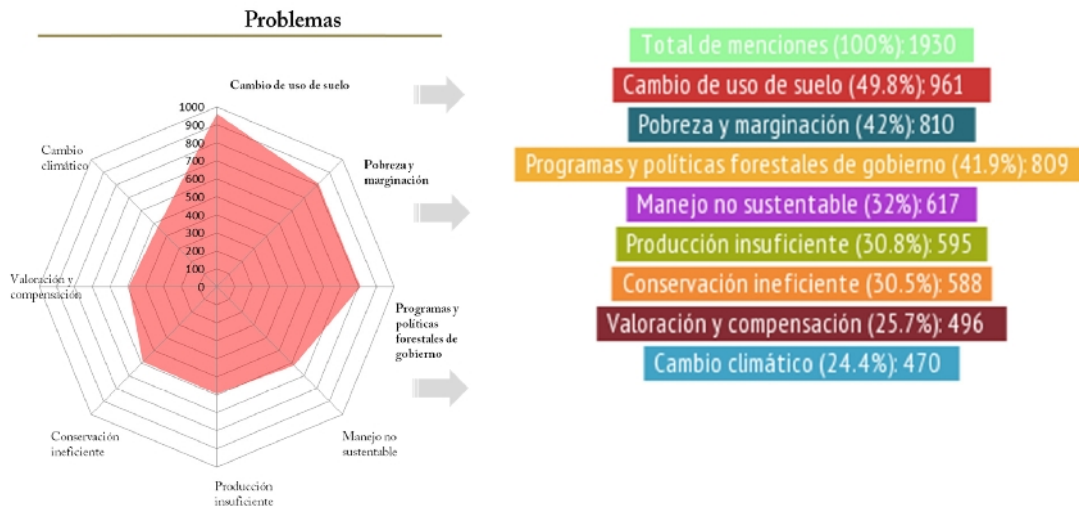 Problemas
Cambio de uso de suelo
1000
900
800
700
600
500
400
300
200
100
0
Pobreza y
marginación
Programas y
políticas
forestales de
gobierno
Manejo no
sustentable
Producción
insuficiente
Conservación
ineficiente
Valoración y
compensación
Cambio
climático
Total de menciones (100%): 1930
Cambio de uso de suelo (49.8%): 961
Pobreza y marginación (42%): 810
Programas y políticas forestales de gobierno (41.9%): 809
Manejo no sustentable (32%): 617
Producción insuficiente (30.8%): 595
Conservación ineficiente (30.5%): 588
Valoración y compensación (25.7%): 496
Cambio climático (24.4%): 470